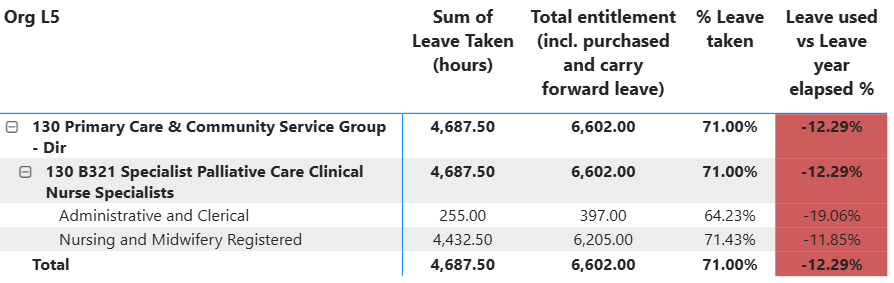 Org L5 Sum of Total entitlement % Leave Leave used
Leave Taken (incl. purchased taken vs Leave
(hours) and carry year
forward leave) elapsed %
130 Primary Care & Community Service Group 4,687.50 6,602.00 71.00% -12.29%
- Dir
130 B321 Specialist Palliative Care Clinical 4,687.50 6,602.00 71.00% -12.29%
Nurse Specialists
Administrative and Clerical 255.00 397.00 64.23% -19.06%
Nursing and Midwifery Registered 4,432.50 6,205.00 71.43% -11.85%
Total 4,687.50 6,602.00 71.00% -12.29%